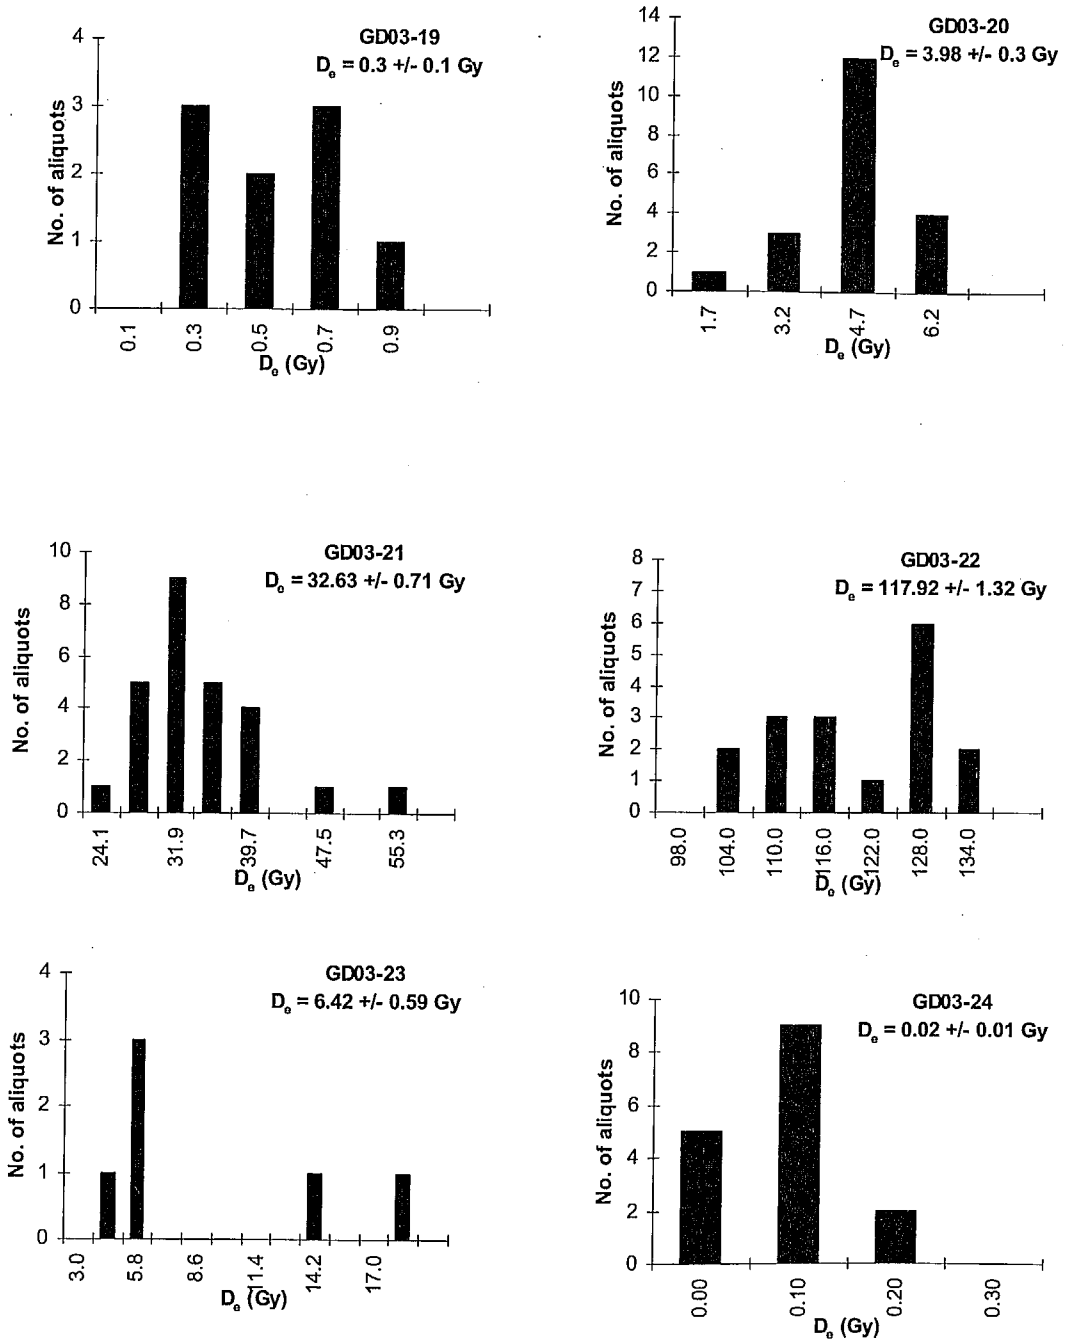 GD03-19
De = 0.3 +/- 0.1 Gy
No. of aliquots
4
3
2
1
0
0.1 0.3 0.5 0.7 0.9
De (Gy)
GD03-20
De = 3.98 +/- 0.3 Gy
No. of aliquots
14
12
10
8
6
4
2
0
1.7 3.2 4.7 6.2
De (Gy)
GD03-21
De = 32.63 +/- 0.71 Gy
No. of aliquots
10
8
6
4
2
0
24.1 31.9 39.7 47.5 55.3
De (Gy)
GD03-22
De = 117.92 +/- 1.32 Gy
No. of aliquots
8
7
6
5
4
3
2
1
0
98.0 104.0 110.0 116.0 122.0 128.0 134.0
De (Gy)
GD03-23
De = 6.42 +/- 0.59 Gy
No. of aliquots
4
3
2
1
0
3.0 5.8 8.6 11.4 14.2 17.0
De (Gy)
GD03-24
De = 0.02 +/- 0.01 Gy
No. of aliquots
10
8
6
4
2
0
0.00 0.10 0.20 0.30
De (Gy)